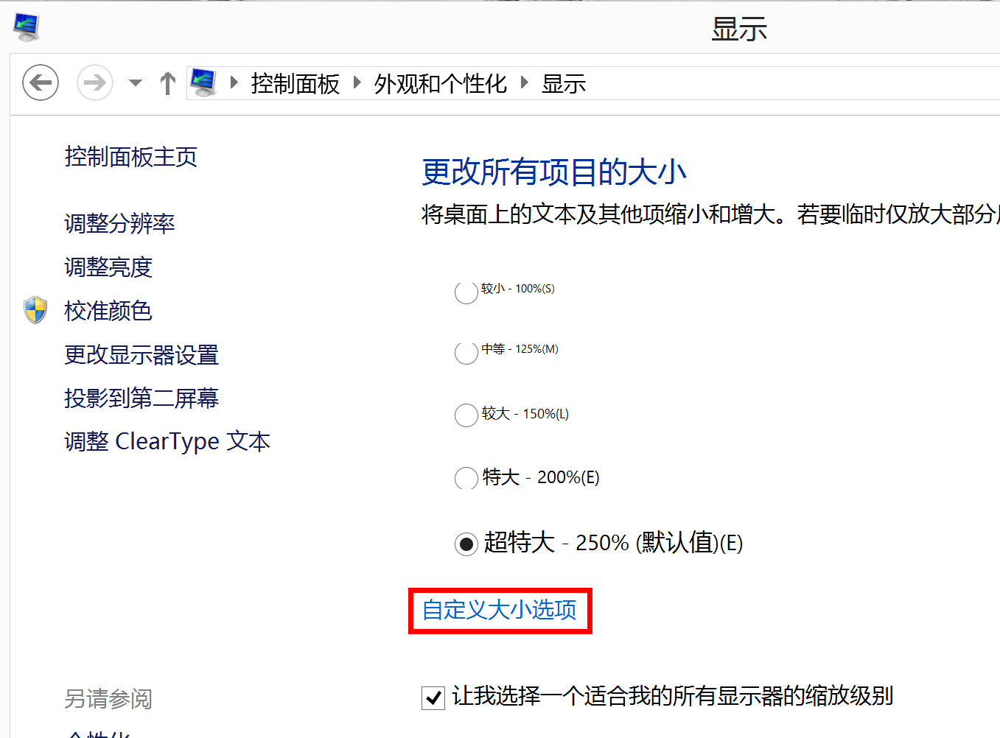 显示
控制面板 外观和个性化 显示
控制面板主页
调整分辨率
调整亮度
校准颜色
更改显示器设置
投影到第二屏幕
调整 ClearType 文本
另请参阅
个性化
更改所有项目的大小
将桌面上的文本及其他项缩小和增大。若要临时仅放大部分
较小 - 100%(S)
中等 - 125%(M)
较大 - 150%(L)
特大 - 200%(E)
超特大 - 250% (默认值)(E)
自定义大小选项
让我选择一个适合我的所有显示器的缩放级别